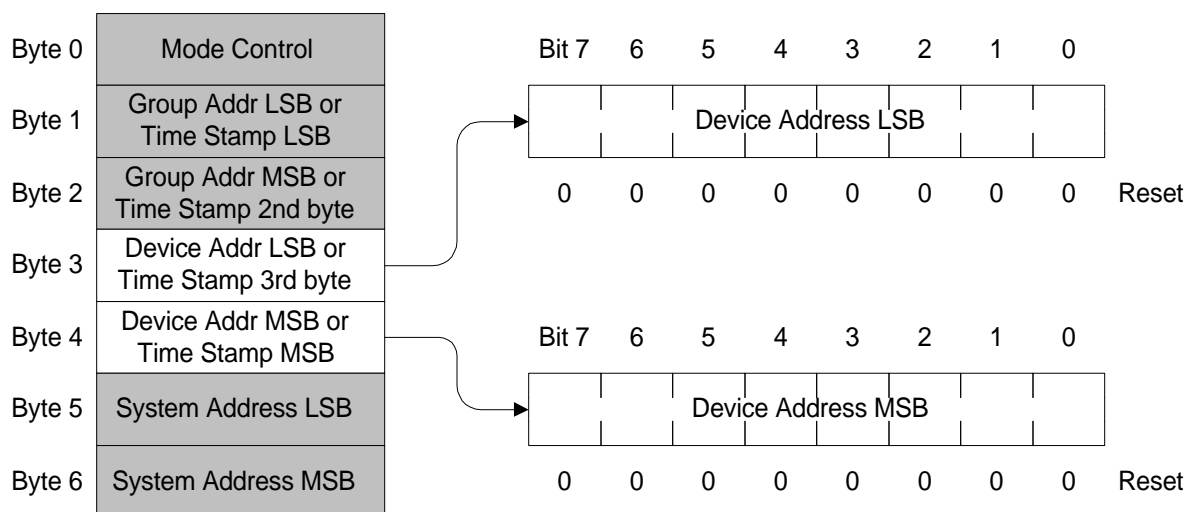 Byte 0
Mode Control
Byte 1
Group Addr LSB or
Time Stamp LSB
Byte 2
Group Addr MSB or
Time Stamp 2nd byte
Byte 3
Device Addr LSB or
Time Stamp 3rd byte
Byte 4
Device Addr MSB or
Time Stamp MSB
Byte 5
System Address LSB
Byte 6
System Address MSB
Bit 7 6 5 4 3 2 1 0
Device Address LSB
0 0 0 0 0 0 0 0 Reset
Bit 7 6 5 4 3 2 1 0
Device Address MSB
0 0 0 0 0 0 0 0 Reset